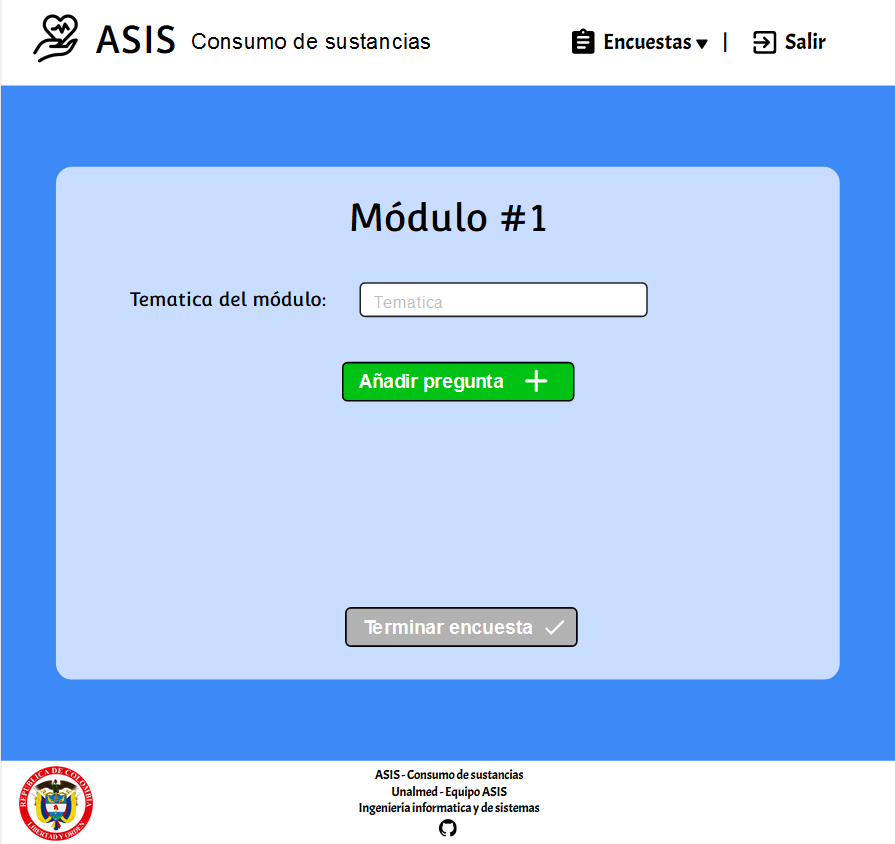 ASIS Consumo de sustancias
Encuestas ▾ | Salir
Módulo #1
Tematica del módulo: Tematica
Añadir pregunta
Terminar encuesta
REPUBLICA DE COLOMBIA
LIBERTAD Y ORDEN
ASIS - Consumo de sustancias
Unalmed - Equipo ASIS
Ingenieria informatica y de sistemas